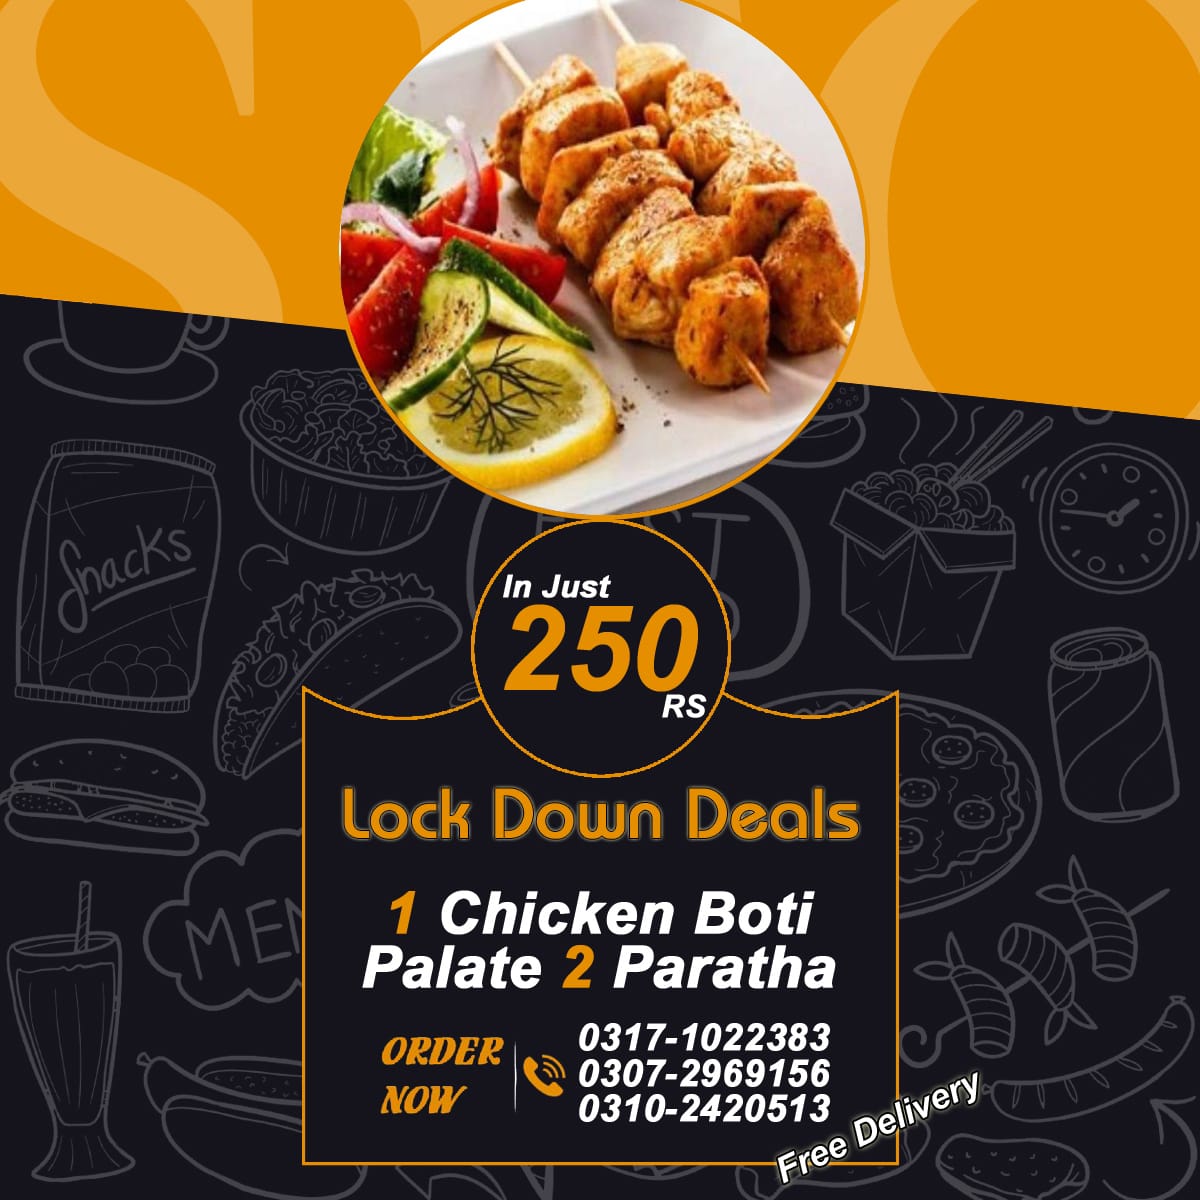 In Just
250
RS
Lock Down Deals
1 Chicken Boti
Palate 2 Paratha
ORDER
NOW
0317-1022383
0307-2969156
0310-2420513
Free Delivery
Snacks